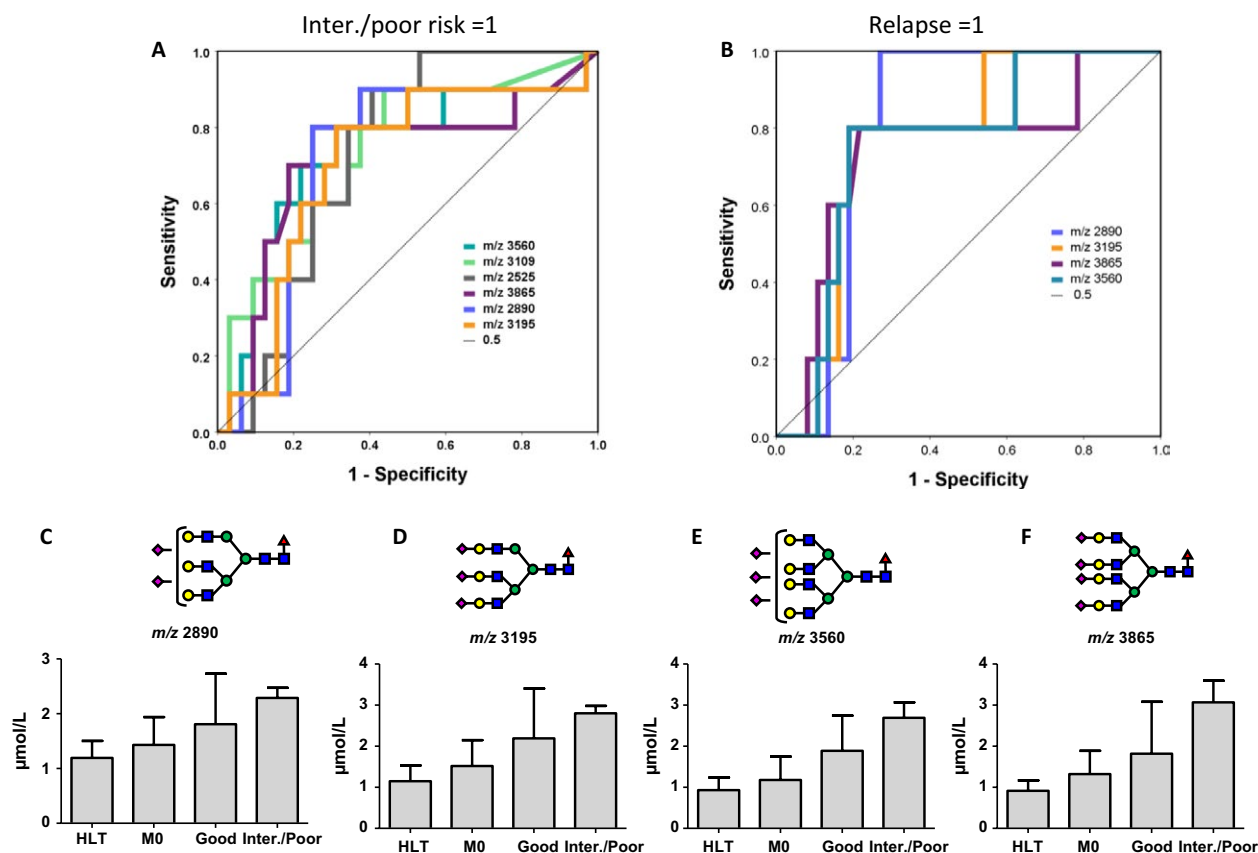 Inter./poor risk =1
A
1.0
0.8
0.6
0.4
0.2
0.0
Sensitivity
m/z 3560
m/z 3109
m/z 2525
m/z 3865
m/z 2890
m/z 3195
0.5
0.0 0.2 0.4 0.6 0.8 1.0
1 - Specificity
Relapse =1
B
1.0
0.8
0.6
0.4
0.2
0.0
Sensitivity
m/z 2890
m/z 3195
m/z 3865
m/z 3560
0.5
0.0 0.2 0.4 0.6 0.8 1.0
1 - Specificity
C
m/z 2890
3
2
1
0
µmol/L
HLT M0 Good Inter./Poor
D
m/z 3195
4
3
2
1
0
µmol/L
HLT M0 Good Inter./Poor
E
m/z 3560
4
3
2
1
0
µmol/L
HLT M0 Good Inter./Poor
F
m/z 3865
4
3
2
1
0
µmol/L
HLT M0 Good Inter./Poor